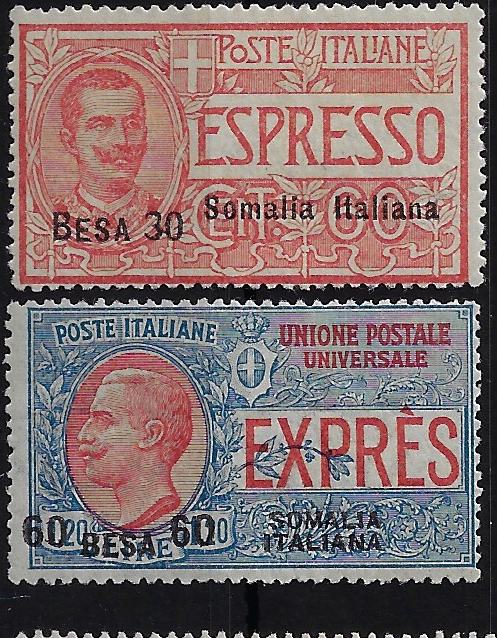 POSTE ITALIANE
ESPRESSO
Somalia Italiana
BESA 30
CT. 60
POSTE ITALIANE
UNIONE POSTALE
UNIVERSALE
EXPRÈS
60 BESA 60
SOMALIA
ITALIANA